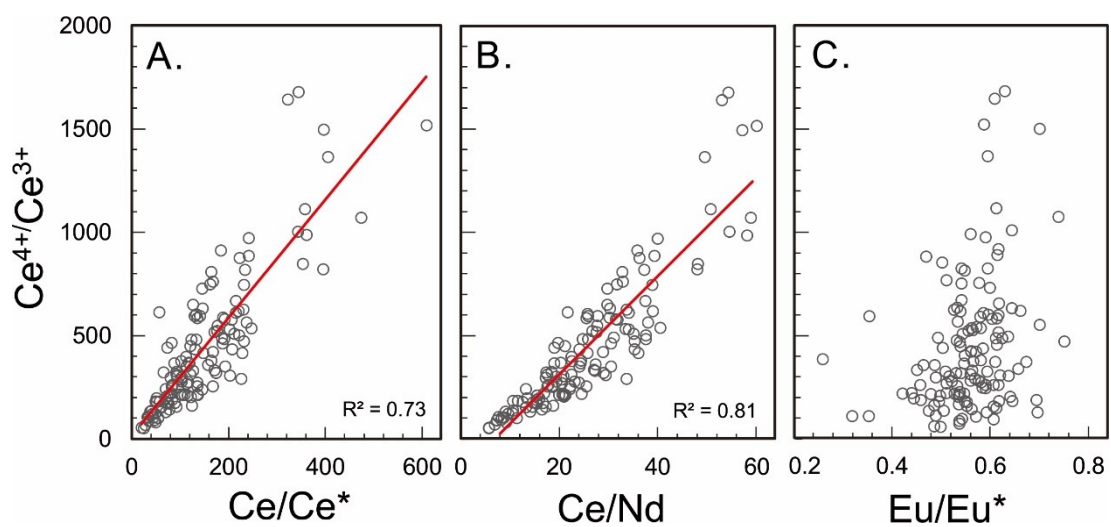 A.
B.
C.
2000
1500
1000
500
0
Ce⁴⁺/Ce³⁺
R² = 0.73
R² = 0.81
0 200 400 600
0 20 40 60
0.2 0.4 0.6 0.8
Ce/Ce*
Ce/Nd
Eu/Eu*